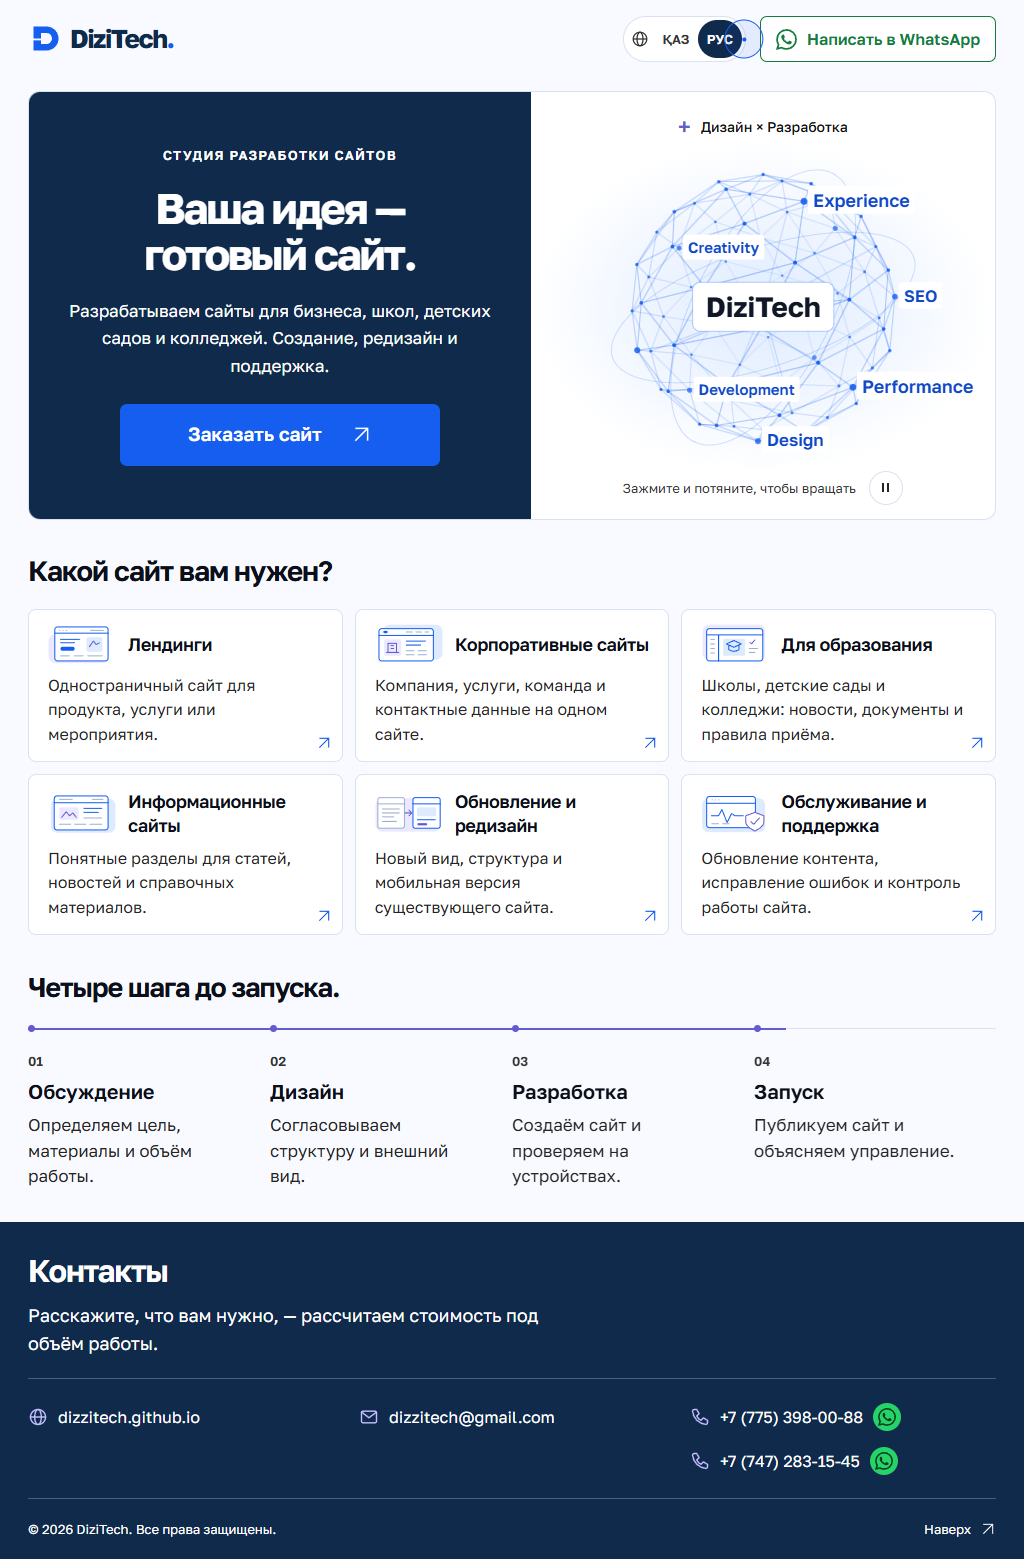 DiziTech.
ҚАЗ РУС
Написать в WhatsApp
СТУДИЯ РАЗРАБОТКИ САЙТОВ
Ваша идея —
готовый сайт.
Разрабатываем сайты для бизнеса, школ, детских
садов и колледжей. Создание, редизайн и
поддержка.
Заказать сайт
Дизайн × Разработка
Experience
Creativity
SEO
DiziTech
Development
Performance
Design
Зажмите и потяните, чтобы вращать
Какой сайт вам нужен?
Лендинги
Одностраничный сайт для
продукта, услуги или
мероприятия.
Корпоративные сайты
Компания, услуги, команда и
контактные данные на одном
сайте.
Для образования
Школы, детские сады и
колледжи: новости, документы и
правила приёма.
Информационные
сайты
Понятные разделы для статей,
новостей и справочных
материалов.
Обновление и
редизайн
Новый вид, структура и
мобильная версия
существующего сайта.
Обслуживание и
поддержка
Обновление контента,
исправление ошибок и контроль
работы сайта.
Четыре шага до запуска.
01
Обсуждение
Определяем цель,
материалы и объём
работы.
02
Дизайн
Согласовываем
структуру и внешний
вид.
03
Разработка
Создаём сайт и
проверяем на
устройствах.
04
Запуск
Публикуем сайт и
объясняем управление.
Контакты
Расскажите, что вам нужно, — рассчитаем стоимость под
объём работы.
dizzitech.github.io
dizzitech@gmail.com
+7 (775) 398-00-88
+7 (747) 283-15-45
© 2026 DiziTech. Все права защищены.
Наверх